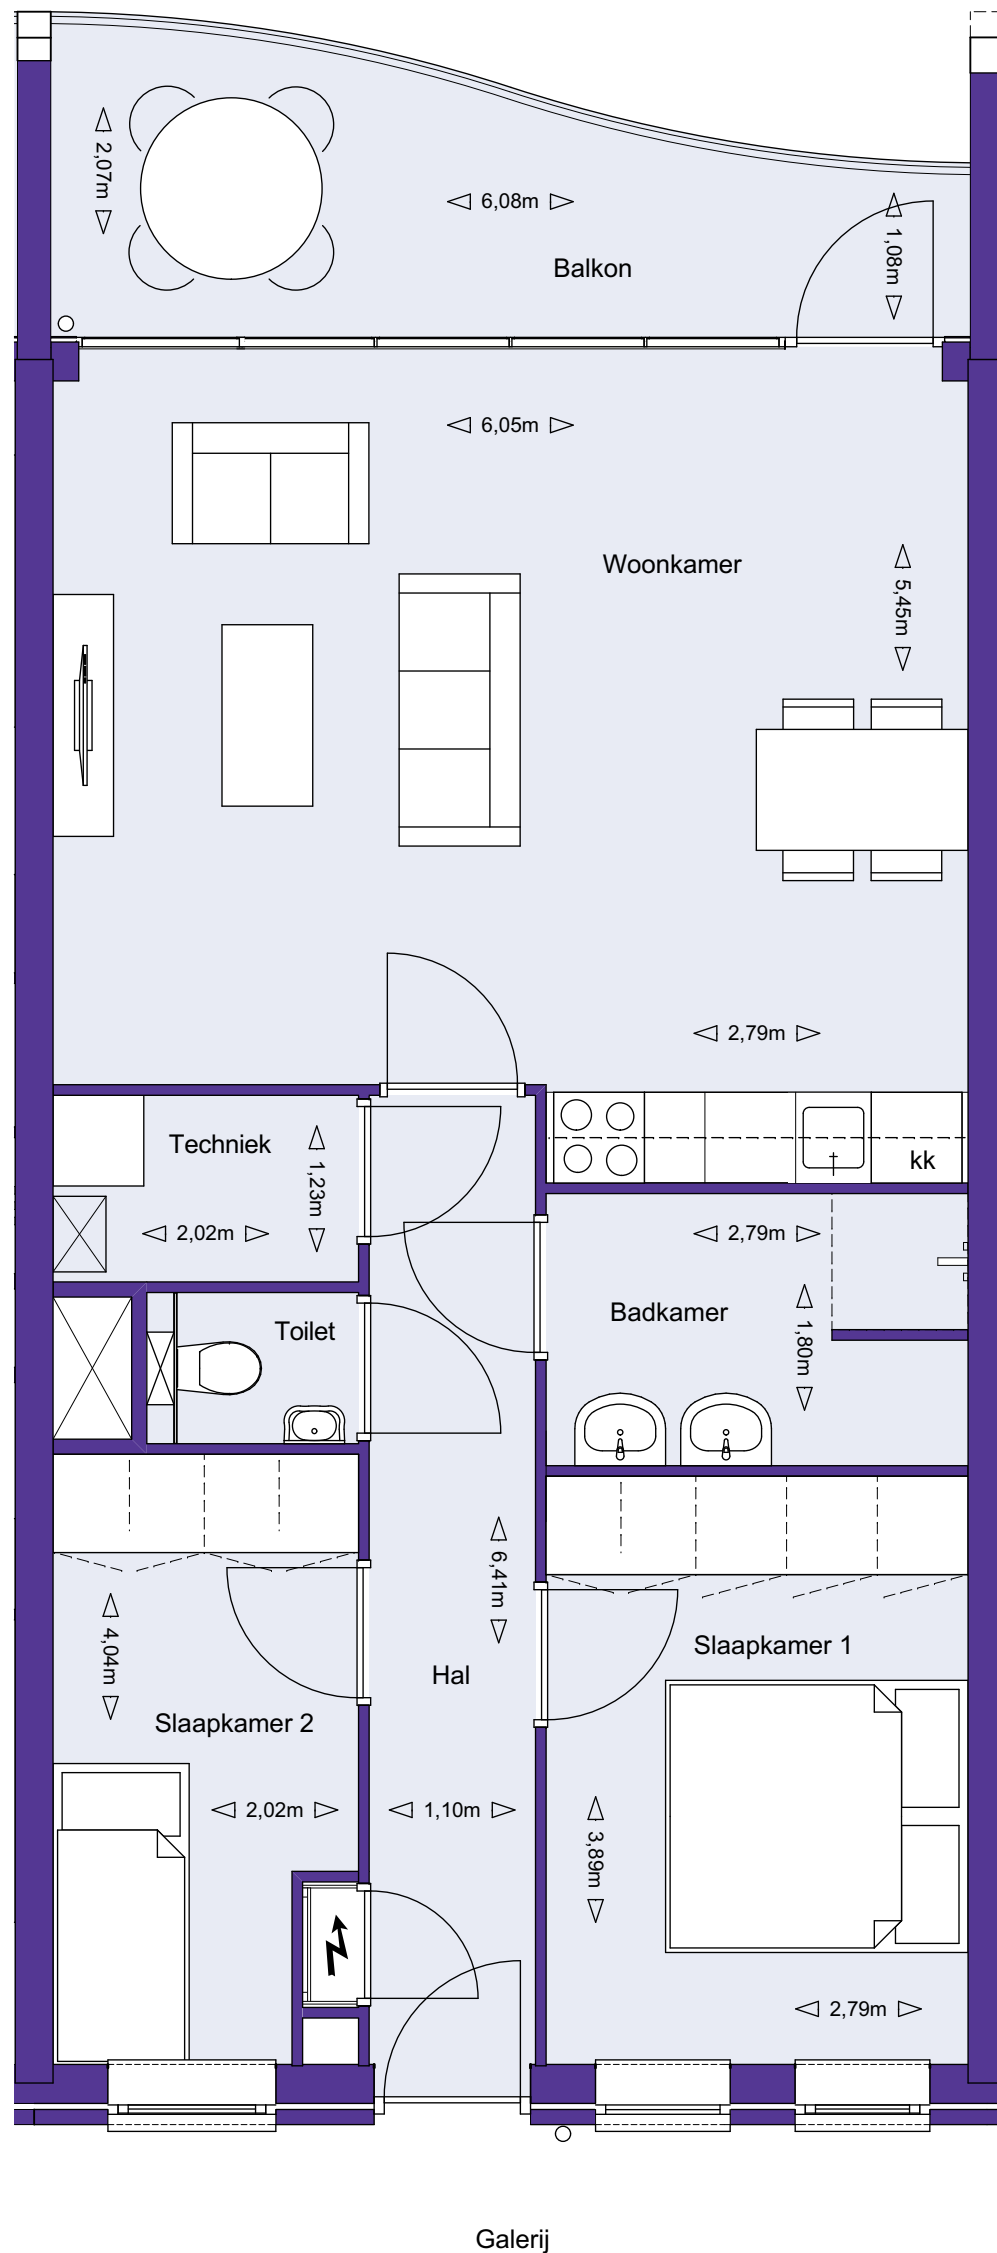 2,07m
6,08m
1,08m
Balkon
6,05m
Woonkamer
5,45m
2,79m
Techniek
1,23m
2,02m
kk
2,79m
Toilet
Badkamer
1,80m
6,41m
4,04m
Hal
Slaapkamer 1
Slaapkamer 2
2,02m
1,10m
3,89m
2,79m
Galerij